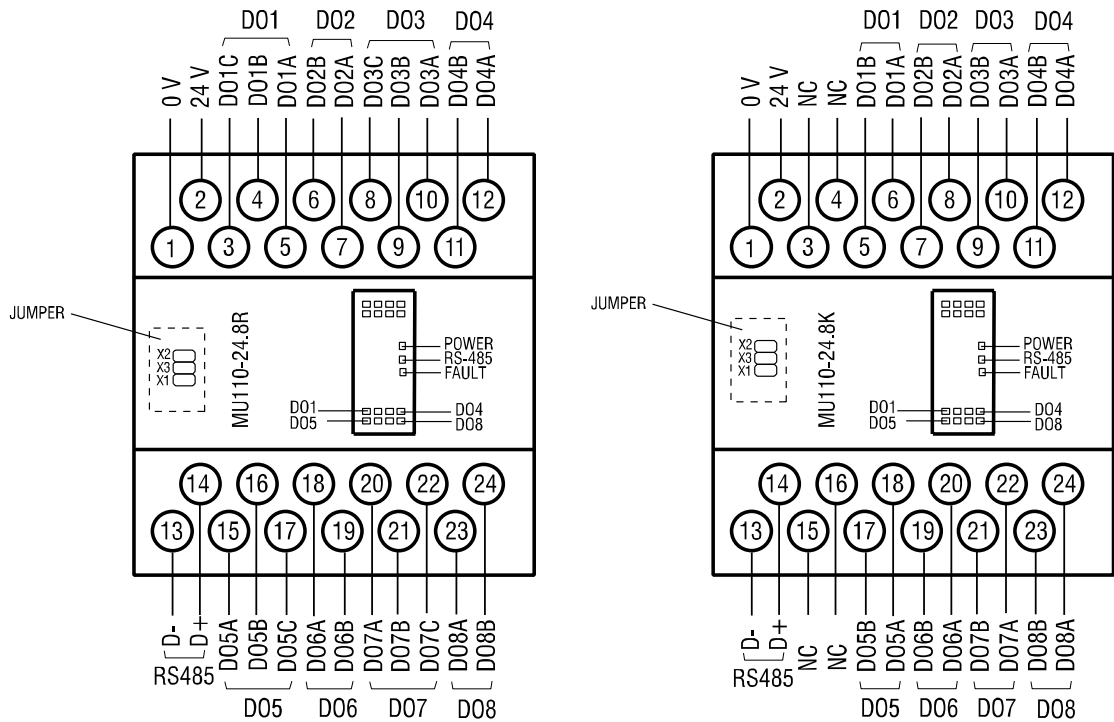 DO1 DO2 DO3 DO4
0 V 24 V DO1C DO1B DO1A DO2B DO2A DO3C DO3B DO3A DO4B DO4A
2 4 6 8 10 12
1 3 5 7 9 11
JUMPER
X2
X3
X1
MU110-24.8R
POWER
RS-485
FAULT
DO1 DO4
DO5 DO8
14 16 18 20 22 24
13 15 17 19 21 23
D- D+ DO5A DO5B DO5C DO6A DO6B DO7A DO7B DO7C DO8A DO8B
RS485
DO5 DO6 DO7 DO8
DO1 DO2 DO3 DO4
0 V 24 V NC NC DO1B DO1A DO2B DO2A DO3B DO3A DO4B DO4A
2 4 6 8 10 12
1 3 5 7 9 11
JUMPER
X2
X3
X1
MU110-24.8K
POWER
RS-485
FAULT
DO1 DO4
DO5 DO8
14 16 18 20 22 24
13 15 17 19 21 23
D- D+ NC NC DO5B DO5A DO6B DO6A DO7B DO7A DO8B DO8A
RS485
DO5 DO6 DO7 DO8